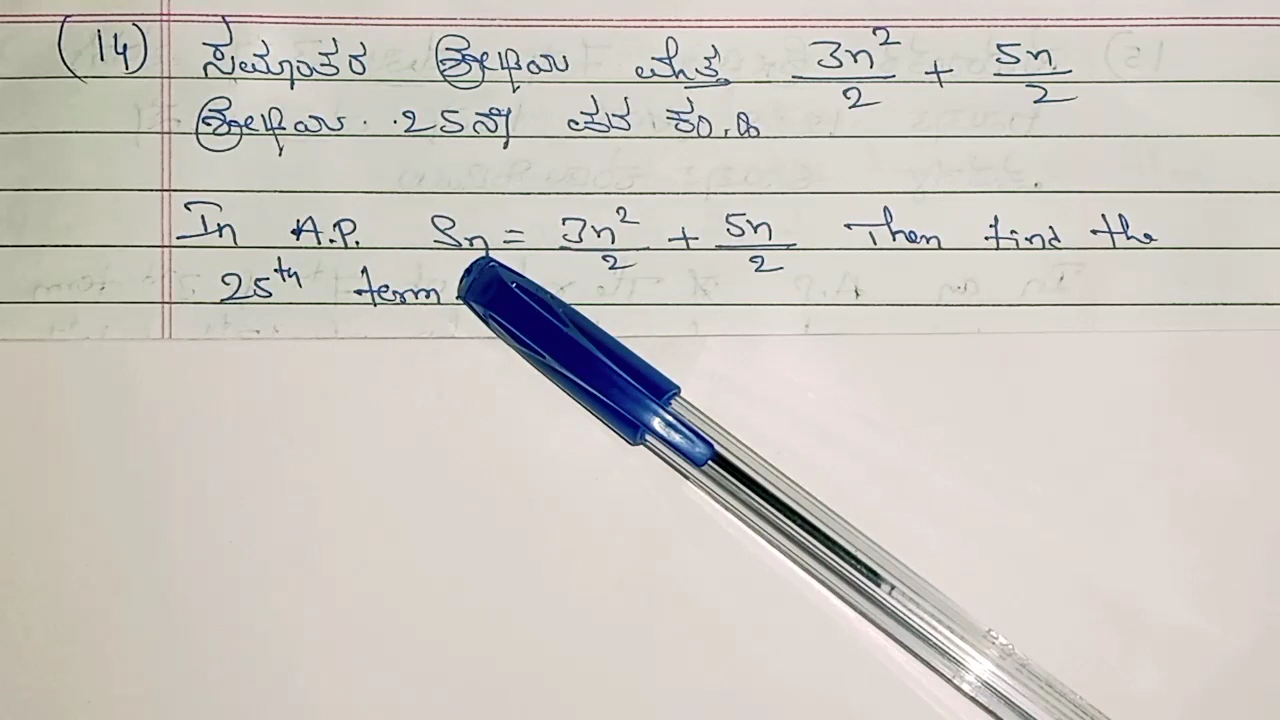 (14) ಸಮಾಂತರ ಶ್ರೇಢಿಯ ಮೊತ್ತ 3n²/2 + 5n/2
ಶ್ರೇಢಿಯ 25ನೇ ಪದ ಕಂ.ಹಿ
In A.P. Sn = 3n²/2 + 5n/2 Then find the
25th term